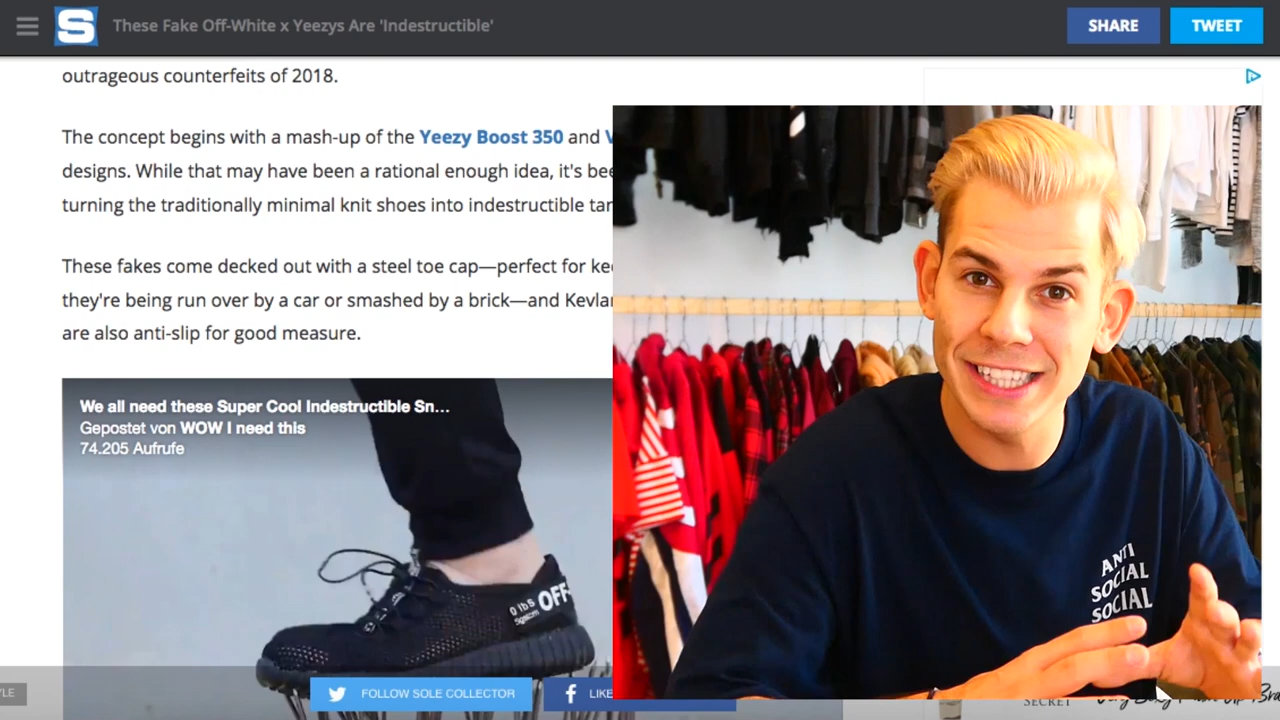 These Fake Off-White x Yeezys Are 'Indestructible'
SHARE
TWEET
outrageous counterfeits of 2018.
The concept begins with a mash-up of the Yeezy Boost 350 and
designs. While that may have been a rational enough idea, it's
turning the traditionally minimal knit shoes into indestructible
These fakes come decked out with a steel toe cap—perfect for
they're being run over by a car or smashed by a brick—and
are also anti-slip for good measure.
We all need these Super Cool Indestructible Sn...
Gepostet von WOW I need this
74.205 Aufrufe
OFF-
ANTI
SOCIAL
SOCIAL
FOLLOW SOLE COLLECTOR
LIKE
SECRET